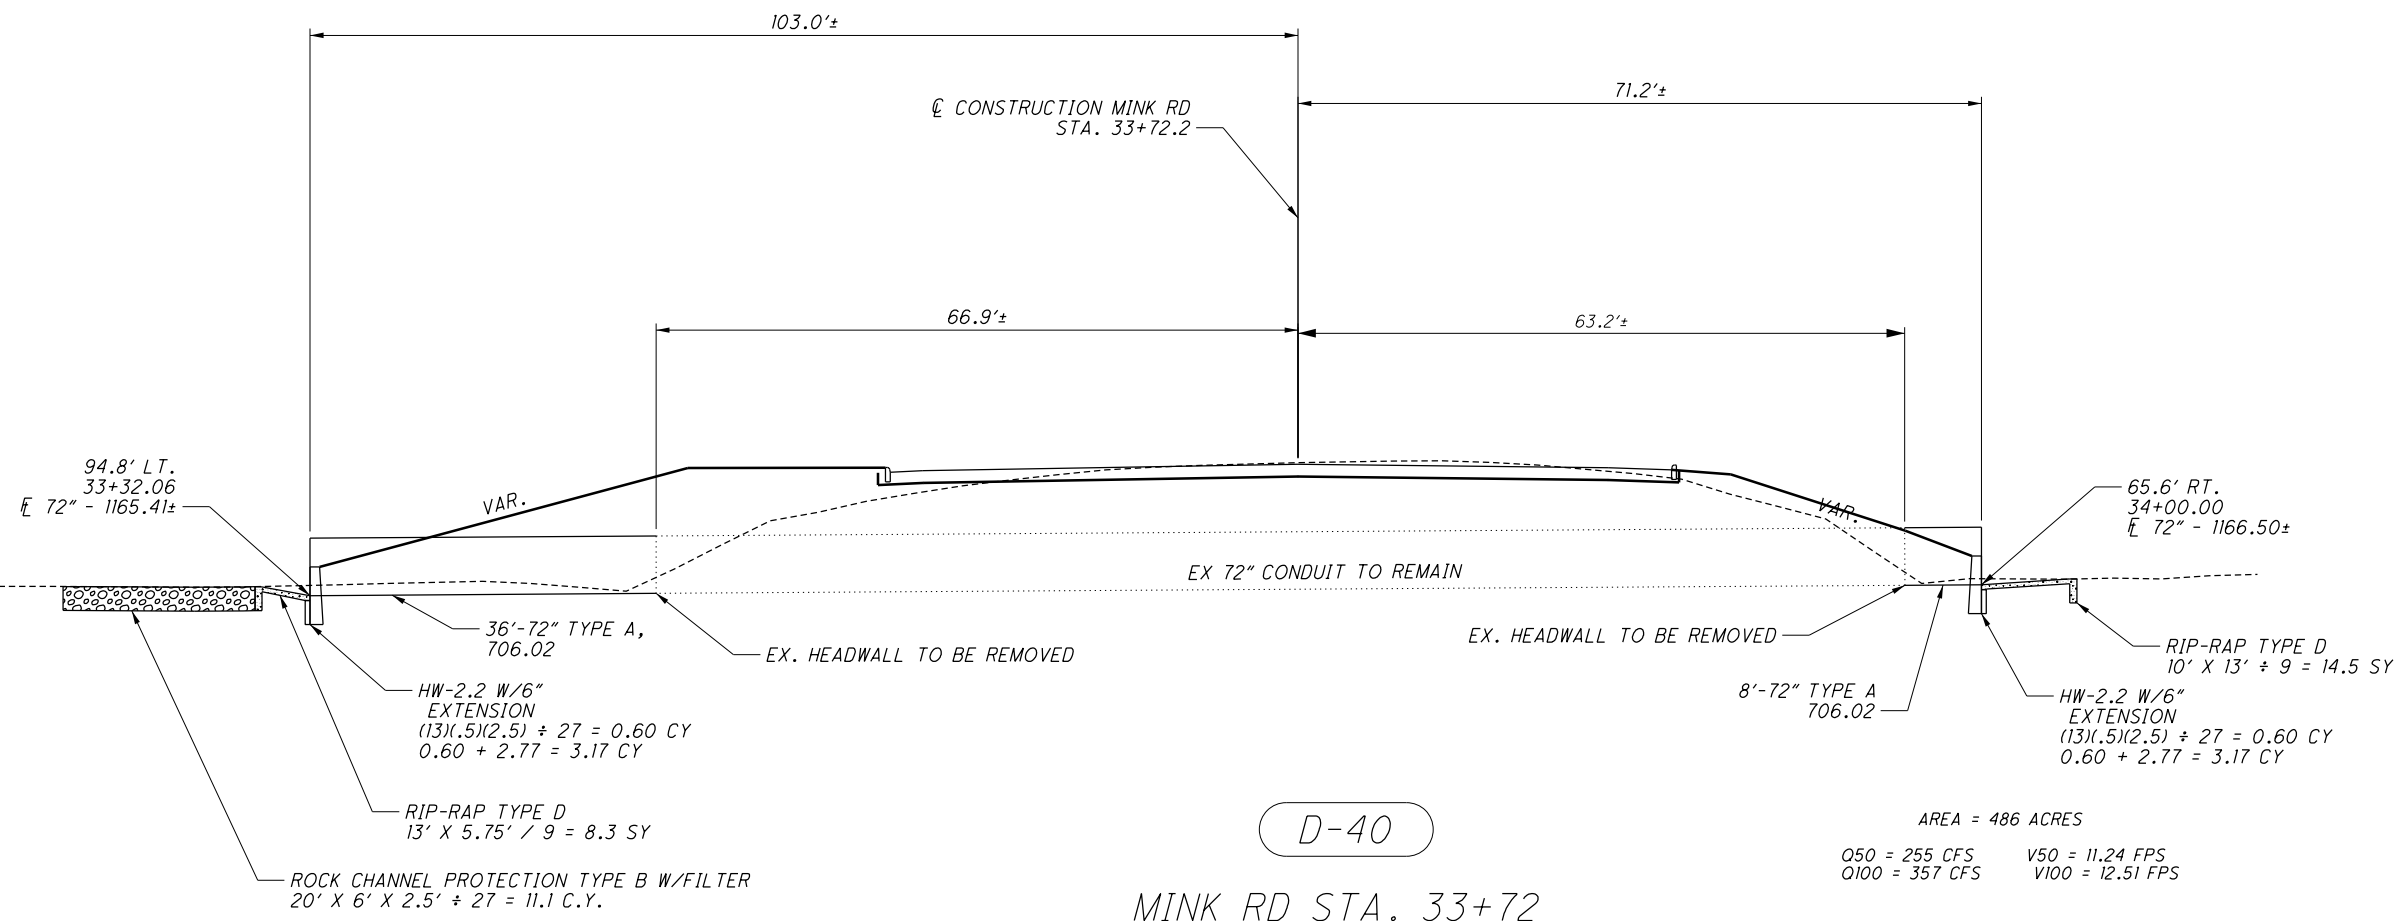 103.0'±
71.2'±
℄ CONSTRUCTION MINK RD
STA. 33+72.2
66.9'±
63.2'±
94.8' LT.
33+32.06
FL 72" - 1165.41±
VAR.
VAR.
65.6' RT.
34+00.00
FL 72" - 1166.50±
EX 72" CONDUIT TO REMAIN
36'-72" TYPE A,
706.02
EX. HEADWALL TO BE REMOVED
EX. HEADWALL TO BE REMOVED
RIP-RAP TYPE D
10' X 13' ÷ 9 = 14.5 SY
HW-2.2 W/6"
EXTENSION
(13)(.5)(2.5) ÷ 27 = 0.60 CY
0.60 + 2.77 = 3.17 CY
8'-72" TYPE A
706.02
HW-2.2 W/6"
EXTENSION
(13)(.5)(2.5) ÷ 27 = 0.60 CY
0.60 + 2.77 = 3.17 CY
RIP-RAP TYPE D
13' X 5.75' / 9 = 8.3 SY
D-40
AREA = 486 ACRES
Q50 = 255 CFS V50 = 11.24 FPS
Q100 = 357 CFS V100 = 12.51 FPS
ROCK CHANNEL PROTECTION TYPE B W/FILTER
20' X 6' X 2.5' ÷ 27 = 11.1 C.Y.
MINK RD STA. 33+72